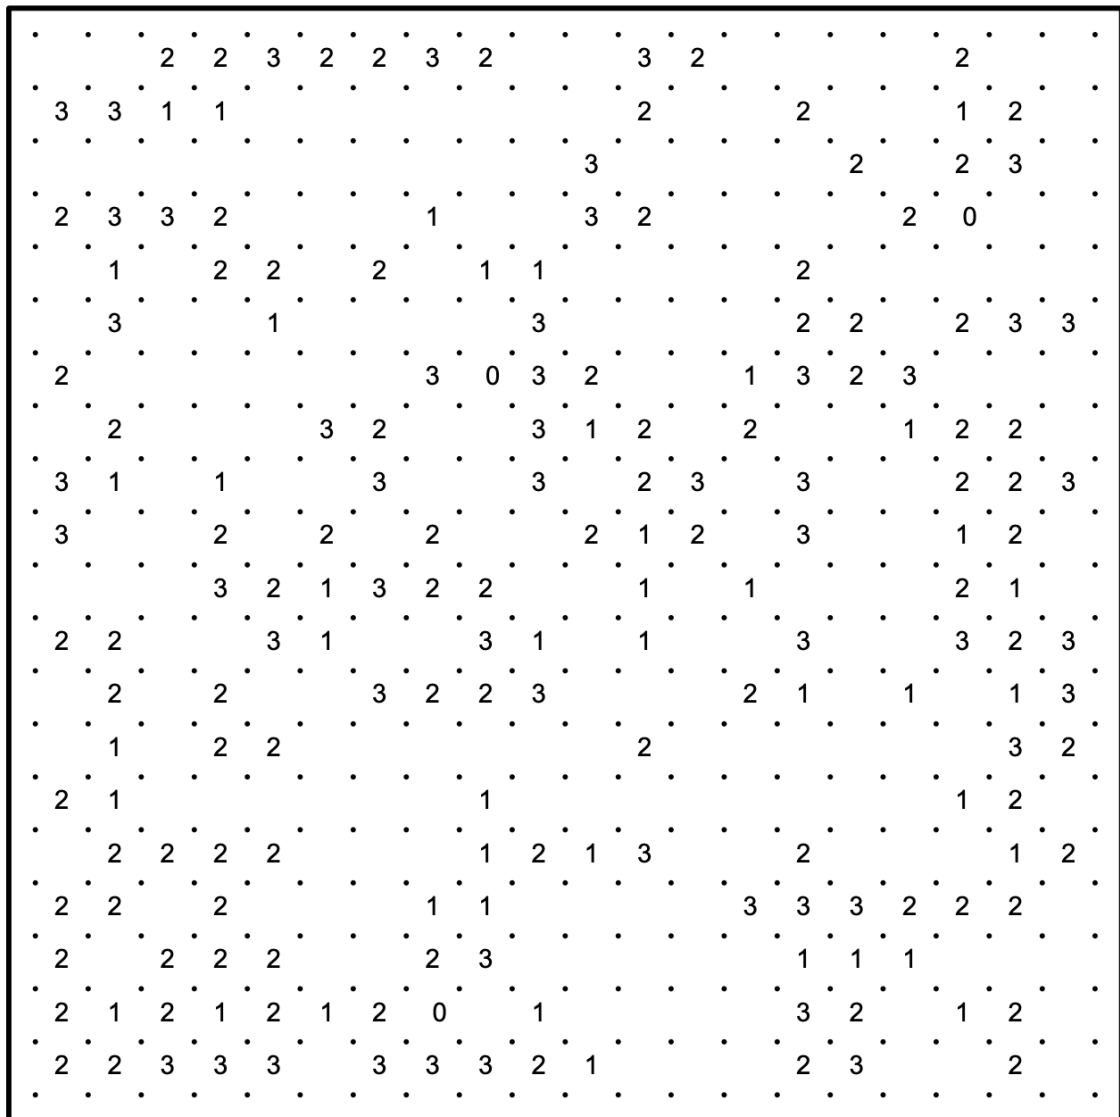 2 2 3 2 2 3 2 3 2 2
3 3 1 1 2 2 1 2
3 2 2 3
2 3 3 2 1 3 2 2 0
1 2 2 2 1 1 2
3 1 3 2 2 2 3 3
2 3 0 3 2 1 3 2 3
2 3 2 3 1 2 2 1 2 2
3 1 1 3 3 2 3 3 2 2 3
3 2 2 2 2 1 2 3 1 2
3 2 1 3 2 2 1 1 2 1
2 2 3 1 3 1 1 3 3 2 3
2 2 3 2 2 3 2 1 1 1 3
1 2 2 2 3 2
2 1 1 1 2
2 2 2 2 1 2 1 3 2 1 2
2 2 2 1 1 3 3 3 2 2 2
2 2 2 2 2 3 1 1 1
2 1 2 1 2 1 2 0 1 3 2 1 2
2 2 3 3 3 3 3 3 2 1 2 3 2